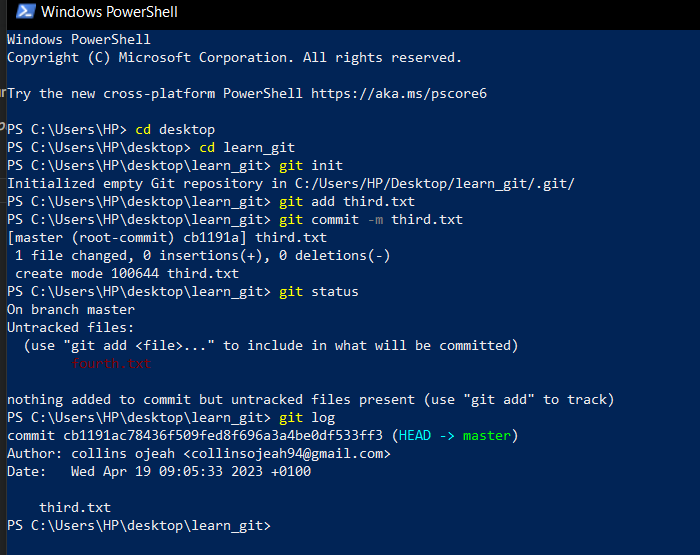 Windows PowerShell
Windows PowerShell
Copyright (C) Microsoft Corporation. All rights reserved.
Try the new cross-platform PowerShell https://aka.ms/pscore6
PS C:\Users\HP> cd desktop
PS C:\Users\HP\desktop> cd learn_git
PS C:\Users\HP\desktop\learn_git> git init
Initialized empty Git repository in C:/Users/HP/Desktop/learn_git/.git/
PS C:\Users\HP\desktop\learn_git> git add third.txt
PS C:\Users\HP\desktop\learn_git> git commit -m third.txt
[master (root-commit) cb1191a] third.txt
 1 file changed, 0 insertions(+), 0 deletions(-)
 create mode 100644 third.txt
PS C:\Users\HP\desktop\learn_git> git status
On branch master
Untracked files:
  (use "git add <file>..." to include in what will be committed)
        fourth.txt
nothing added to commit but untracked files present (use "git add" to track)
PS C:\Users\HP\desktop\learn_git> git log
commit cb1191ac78436f509fed8f696a3a4be0df533ff3 (HEAD -> master)
Author: collins ojeah <collinsojeah94@gmail.com>
Date:   Wed Apr 19 09:05:33 2023 +0100
    third.txt
PS C:\Users\HP\desktop\learn_git>